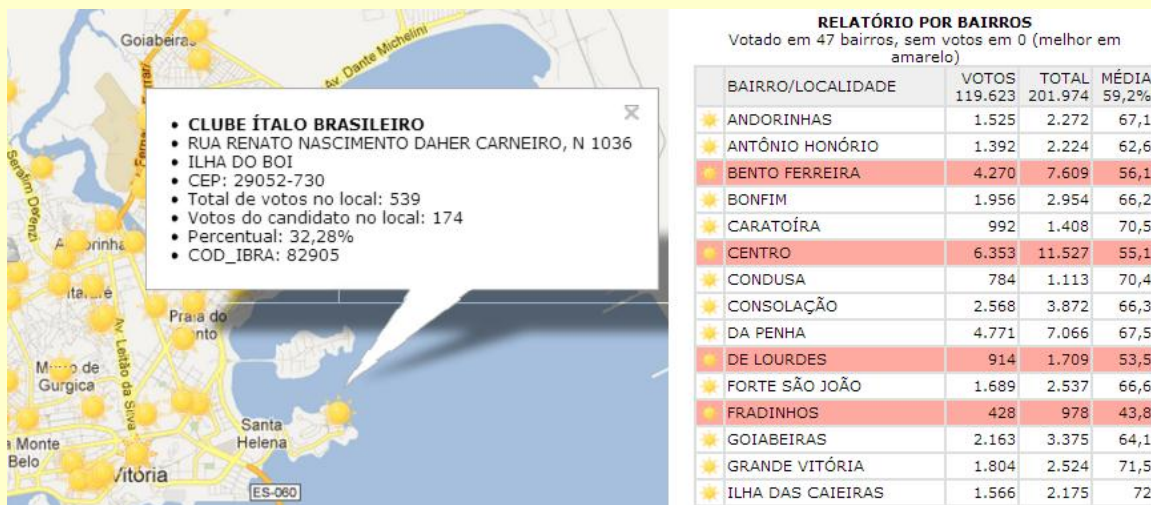 Goiabeiras
Av. Dante Michelini
Serafim Derenzi
CLUBE ÍTALO BRASILEIRO
RUA RENATO NASCIMENTO DAHER CARNEIRO, N 1036
ILHA DO BOI
CEP: 29052-730
Total de votos no local: 539
Votos do candidato no local: 174
Percentual: 32,28%
COD_IBRA: 82905
Av. Leitão da Silva
Gurigica
Santa
Helena
Monte
Belo
Vitória
ES-060
RELATÓRIO POR BAIRROS
Votado em 47 bairros, sem votos em 0 (melhor em
amarelo)
BAIRRO/LOCALIDADE VOTOS 119.623 TOTAL 201.974 MÉDIA 59,2%
ANDORINHAS 1.525 2.272 67,1
ANTÔNIO HONÓRIO 1.392 2.224 62,6
BENTO FERREIRA 4.270 7.609 56,1
BONFIM 1.956 2.954 66,2
CARATOÍRA 992 1.408 70,5
CENTRO 6.353 11.527 55,1
CONDUSA 784 1.113 70,4
CONSOLAÇÃO 2.568 3.872 66,3
DA PENHA 4.771 7.066 67,5
DE LOURDES 914 1.709 53,5
FORTE SÃO JOÃO 1.689 2.537 66,6
FRADINHOS 428 978 43,8
GOIABEIRAS 2.163 3.375 64,1
GRANDE VITÓRIA 1.804 2.524 71,5
ILHA DAS CAIEIRAS 1.566 2.175 72